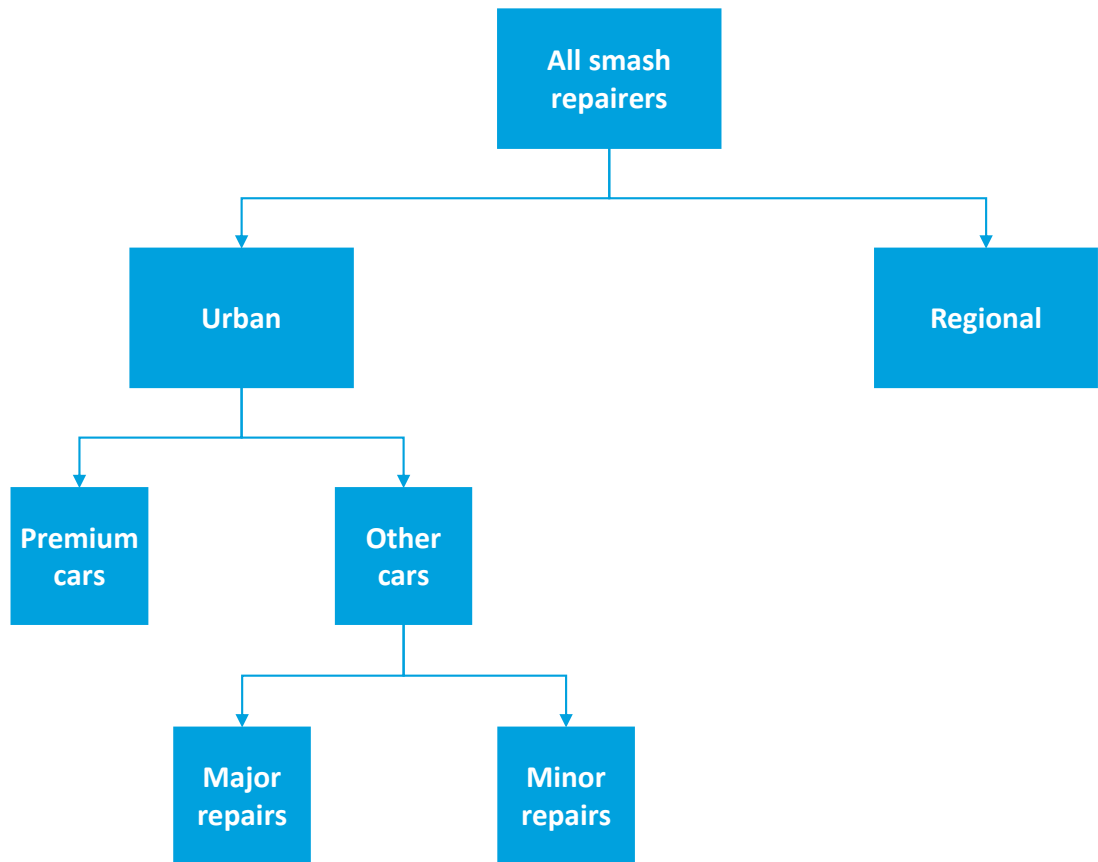 All smash
repairers
Urban
Regional
Premium
cars
Other
cars
Major
repairs
Minor
repairs